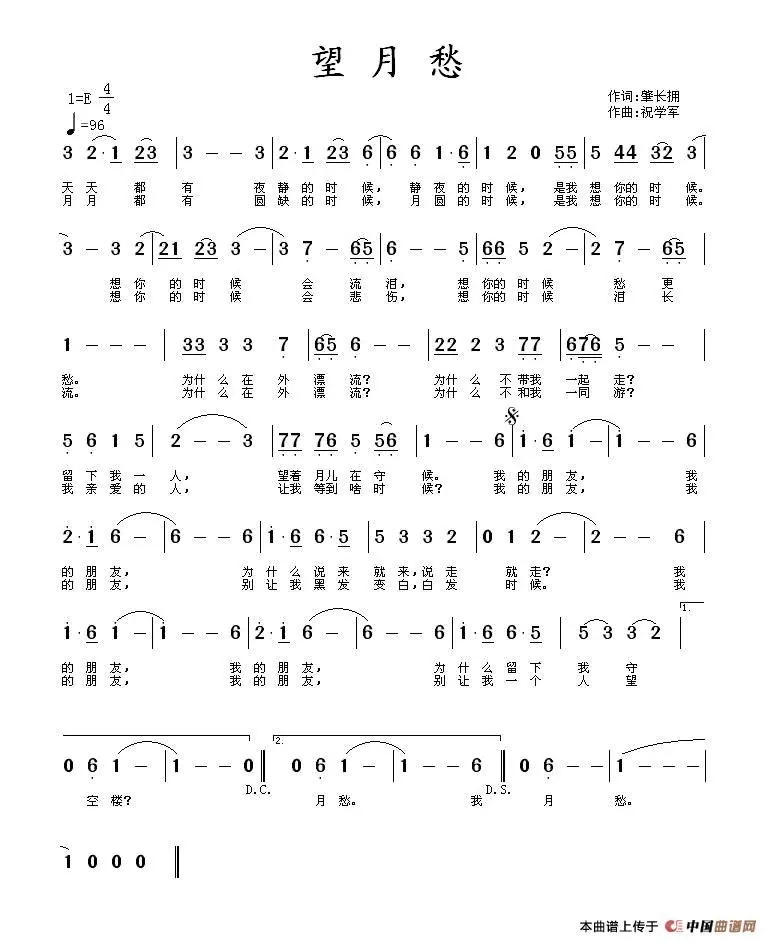 望月愁
1=E 4/4
作词:肇长拥
♩=96
作曲:祝学军
3 2· 1 23 | 3 - - 3 | 2· 1 23 6 | 6 6 1· 6 | 1 2 0 55 | 5 44 32 3
天天都有夜静的时候,静夜的时候,是我想你的时候。
月月都有圆缺的时候,月圆的时候,是我想你的时候。
3 - 3 2 | 21 23 3 - | 3 7 - 65 | 6 - - 5 | 66 5 2 - | 2 7 - 65
想你的时候会流泪,想你的时候愁更
想你的时候会悲伤,想你的时候泪长
1 - - - | 33 3 3 7 | 65 6 - - | 22 2 3 77 | 676 5 - -
愁。为什么在外漂流?为什么不带我一起走?
流。为什么在外漂流?为什么不和我一同游?
5 6 1 5 | 2 - - 3 | 77 76 5 56 | 1 - - 6 | 1· 6 1 - | 1 - - 6
留下我一人,望着月儿在守候。我的朋友,我
我亲爱的人,让我等到啥时候?我的朋友,我
2· 1 6 - | 6 - - 6 | 1· 6 6· 5 | 5 3 3 2 | 0 1 2 - | 2 - - 6
的朋友,为什么说来就来,说走就走?我
的朋友,别让我黑发变白,白发时候。我
1.
1· 6 1 - | 1 - - 6 | 2· 1 6 - | 6 - - 6 | 1· 6 6· 5 | 5 3 3 2
的朋友,我的朋友,为什么留下我守
的朋友,我的朋友,别让我一个人望
2.
0 6 1 - | 1 - - 0 || 0 6 1 - | 1 - - 6 || 0 6 - - | 1 - - -
D.C. D.S.
空楼?月愁。我月愁。
1 0 0 0 ||
本曲谱上传于 中国曲谱网